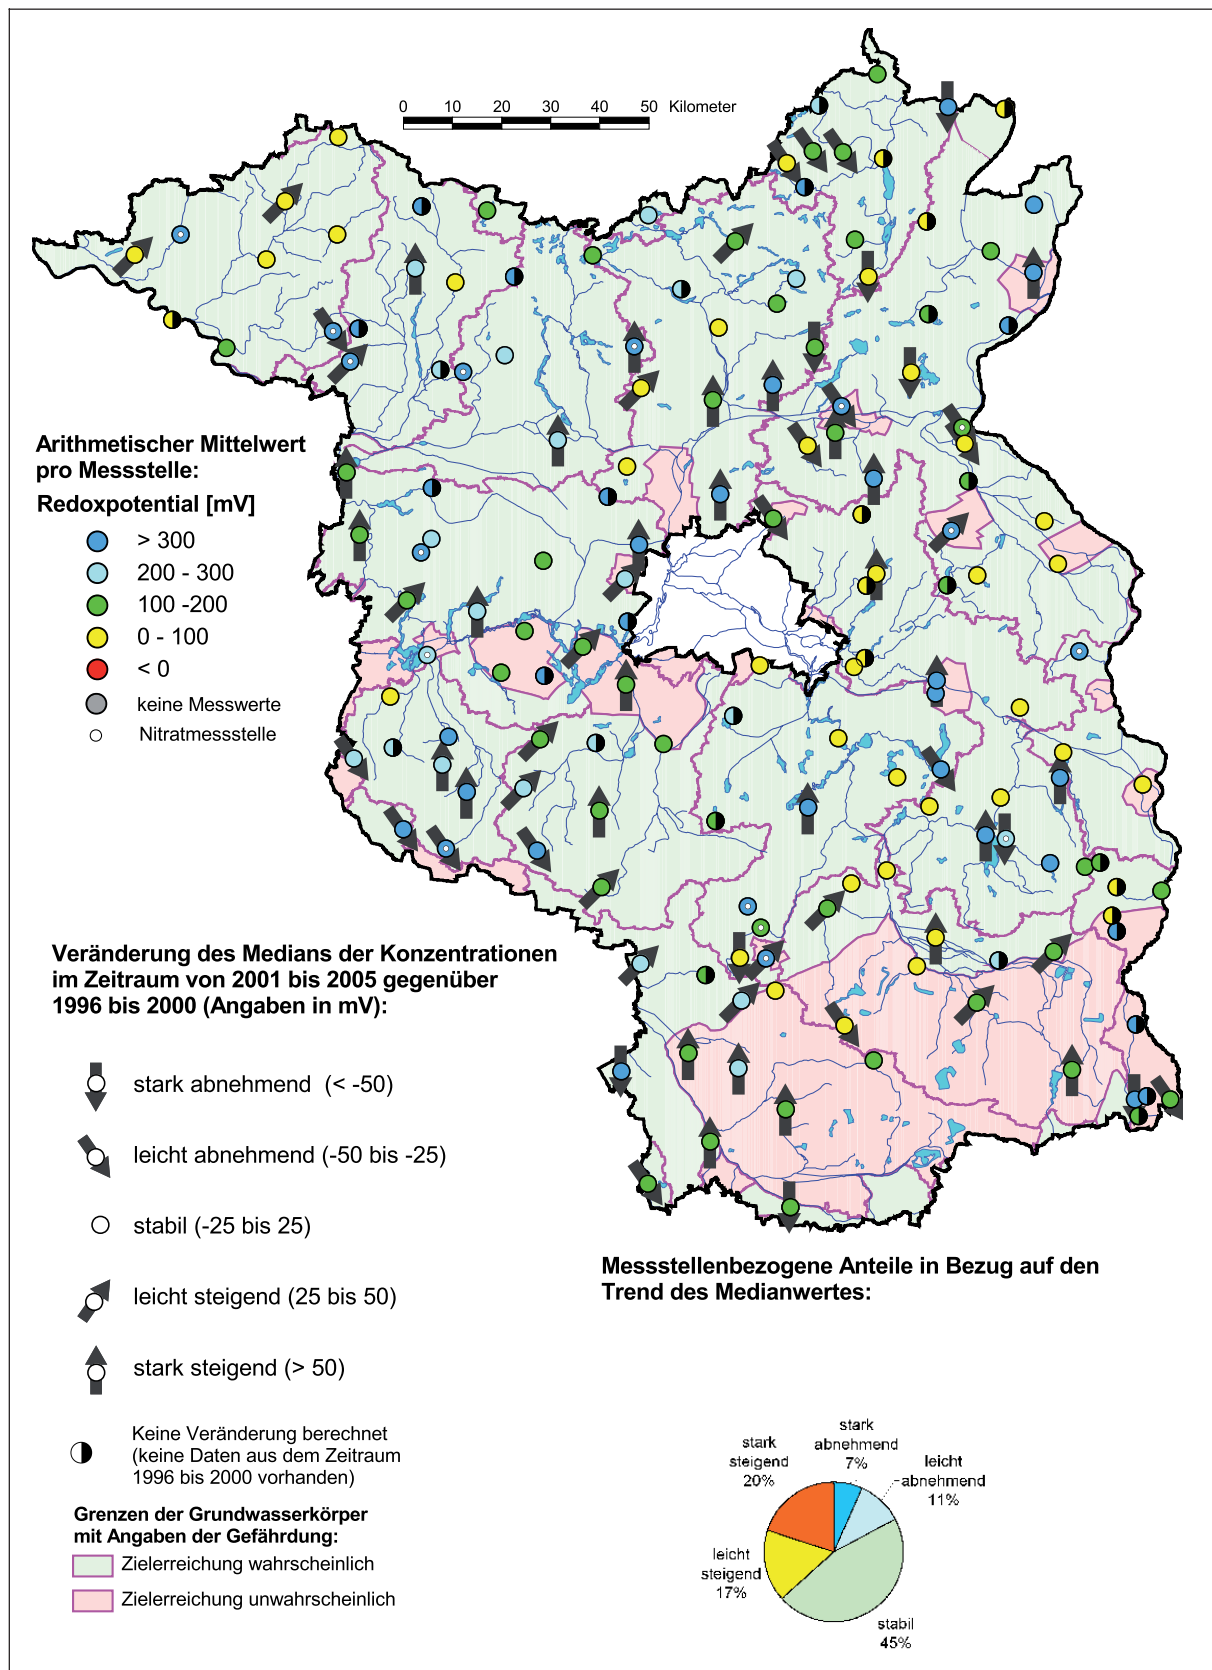 0 10 20 30 40 50 Kilometer
Arithmetischer Mittelwert
pro Messstelle:
Redoxpotential [mV]
> 300
200 - 300
100 -200
0 - 100
< 0
keine Messwerte
Nitratmessstelle
Veränderung des Medians der Konzentrationen
im Zeitraum von 2001 bis 2005 gegenüber
1996 bis 2000 (Angaben in mV):
stark abnehmend (< -50)
leicht abnehmend (-50 bis -25)
stabil (-25 bis 25)
leicht steigend (25 bis 50)
stark steigend (> 50)
Keine Veränderung berechnet
(keine Daten aus dem Zeitraum
1996 bis 2000 vorhanden)
Grenzen der Grundwasserkörper
mit Angaben der Gefährdung:
Zielerreichung wahrscheinlich
Zielerreichung unwahrscheinlich
Messstellenbezogene Anteile in Bezug auf den
Trend des Medianwertes:
stark
abnehmend
7%
leicht
abnehmend
11%
stabil
45%
leicht
steigend
17%
stark
steigend
20%